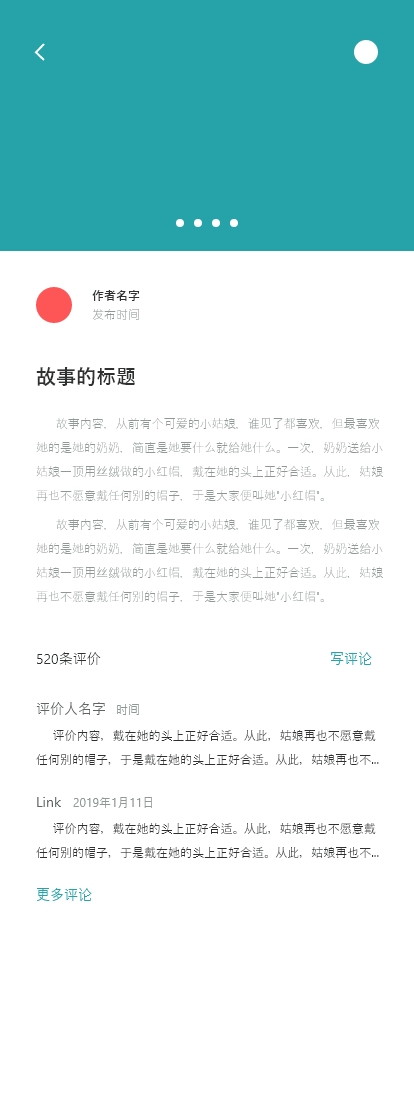 作者名字
发布时间
故事的标题
故事内容，从前有个可爱的小姑娘，谁见了都喜欢，但最喜欢
她的是她的奶奶，简直是她要什么就给她什么。一次，奶奶送给小
姑娘一顶用丝绒做的小红帽，戴在她的头上正好合适。从此，姑娘
再也不愿意戴任何别的帽子，于是大家便叫她"小红帽"。
故事内容，从前有个可爱的小姑娘，谁见了都喜欢，但最喜欢
她的是她的奶奶，简直是她要什么就给她什么。一次，奶奶送给小
姑娘一顶用丝绒做的小红帽，戴在她的头上正好合适。从此，姑娘
再也不愿意戴任何别的帽子，于是大家便叫她"小红帽"。
520条评价 写评论
评价人名字 时间
评价内容，戴在她的头上正好合适。从此，姑娘再也不愿意戴
任何别的帽子，于是戴在她的头上正好合适。从此，姑娘再也不...
Link 2019年1月11日
评价内容，戴在她的头上正好合适。从此，姑娘再也不愿意戴
任何别的帽子，于是戴在她的头上正好合适。从此，姑娘再也不...
更多评论